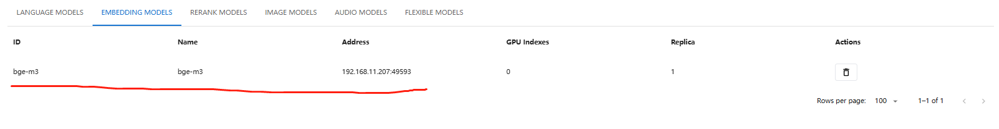 LANGUAGE MODELS EMBEDDING MODELS RERANK MODELS IMAGE MODELS AUDIO MODELS FLEXIBLE MODELS
ID Name Address GPU Indexes Replica Actions
bge-m3 bge-m3 192.168.11.207:49593 0 1
Rows per page: 100 1–1 of 1